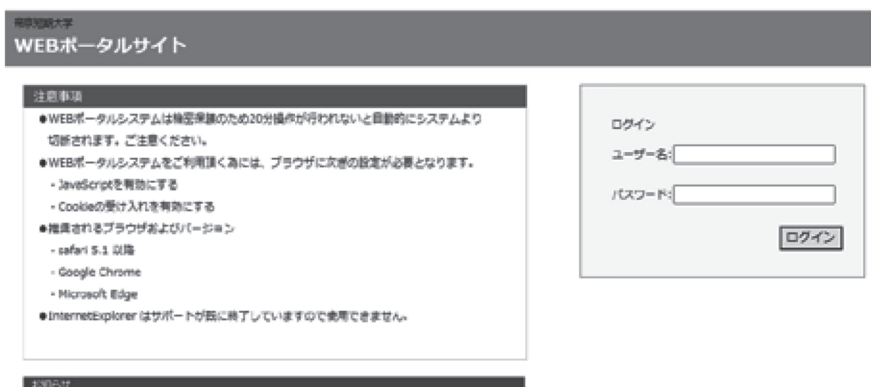 帝京短期大学
WEBポータルサイト
注意事項
●WEBポータルシステムは機密保護のため20分操作が行われないと自動的にシステムより
切断されます。ご注意ください。
●WEBポータルシステムをご利用頂く為には、ブラウザに次の設定が必要となります。
- JavaScriptを有効にする
- Cookieの受け入れを有効にする
●推奨されるブラウザおよびバージョン
- safari 5.1 以降
- Google Chrome
- Microsoft Edge
●InternetExplorer はサポートが既に終了していますので使用できません。
お知らせ
ログイン
ユーザー名:
パスワード:
ログイン